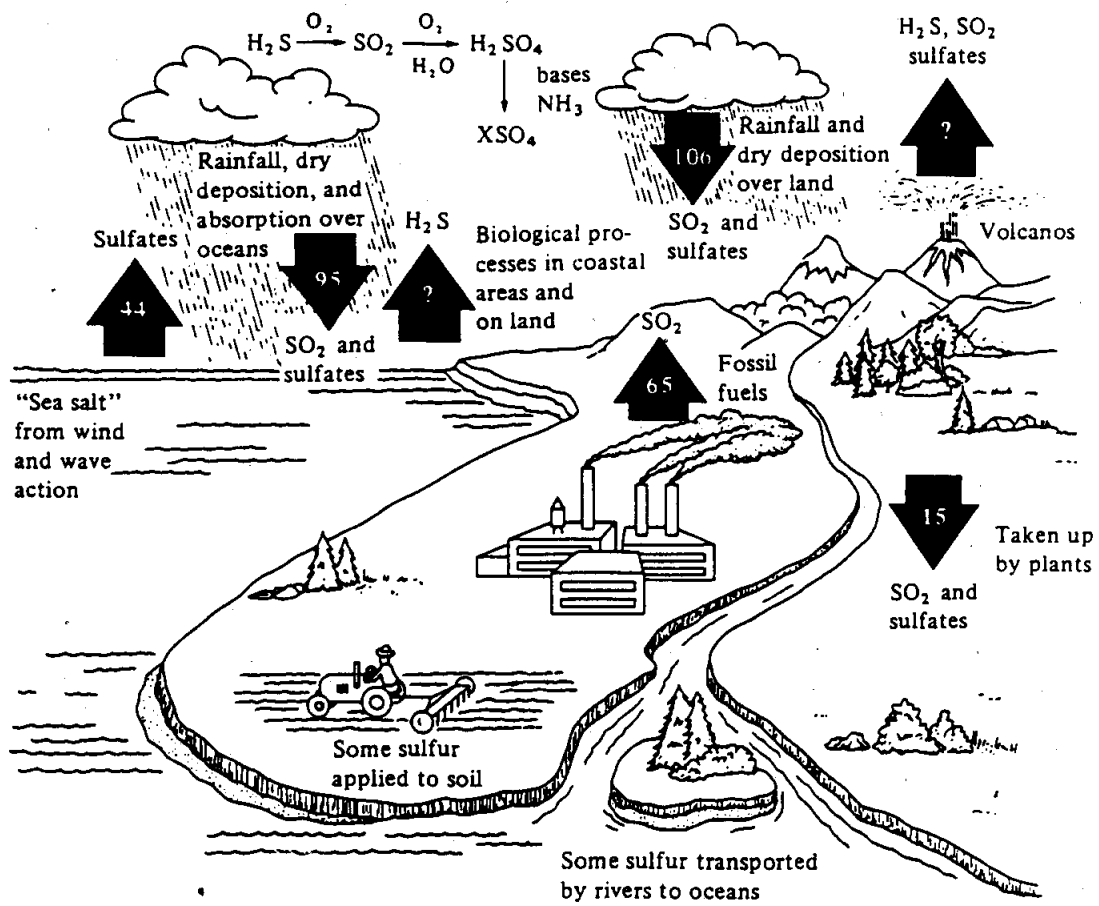 O₂ O₂
H₂S → SO₂ → H₂SO₄
H₂O
bases
NH₃
XSO₄
H₂S, SO₂
sulfates
?
Rainfall, dry
deposition, and
absorption over
oceans
95
SO₂ and
sulfates
Sulfates
44
"Sea salt"
from wind
and wave
action
H₂S
?
Biological pro-
cesses in coastal
areas and
on land
106
Rainfall and
dry deposition
over land
SO₂ and
sulfates
Volcanos
SO₂
65
Fossil
fuels
15
Taken up
by plants
SO₂ and
sulfates
Some sulfur
applied to soil
Some sulfur transported
by rivers to oceans